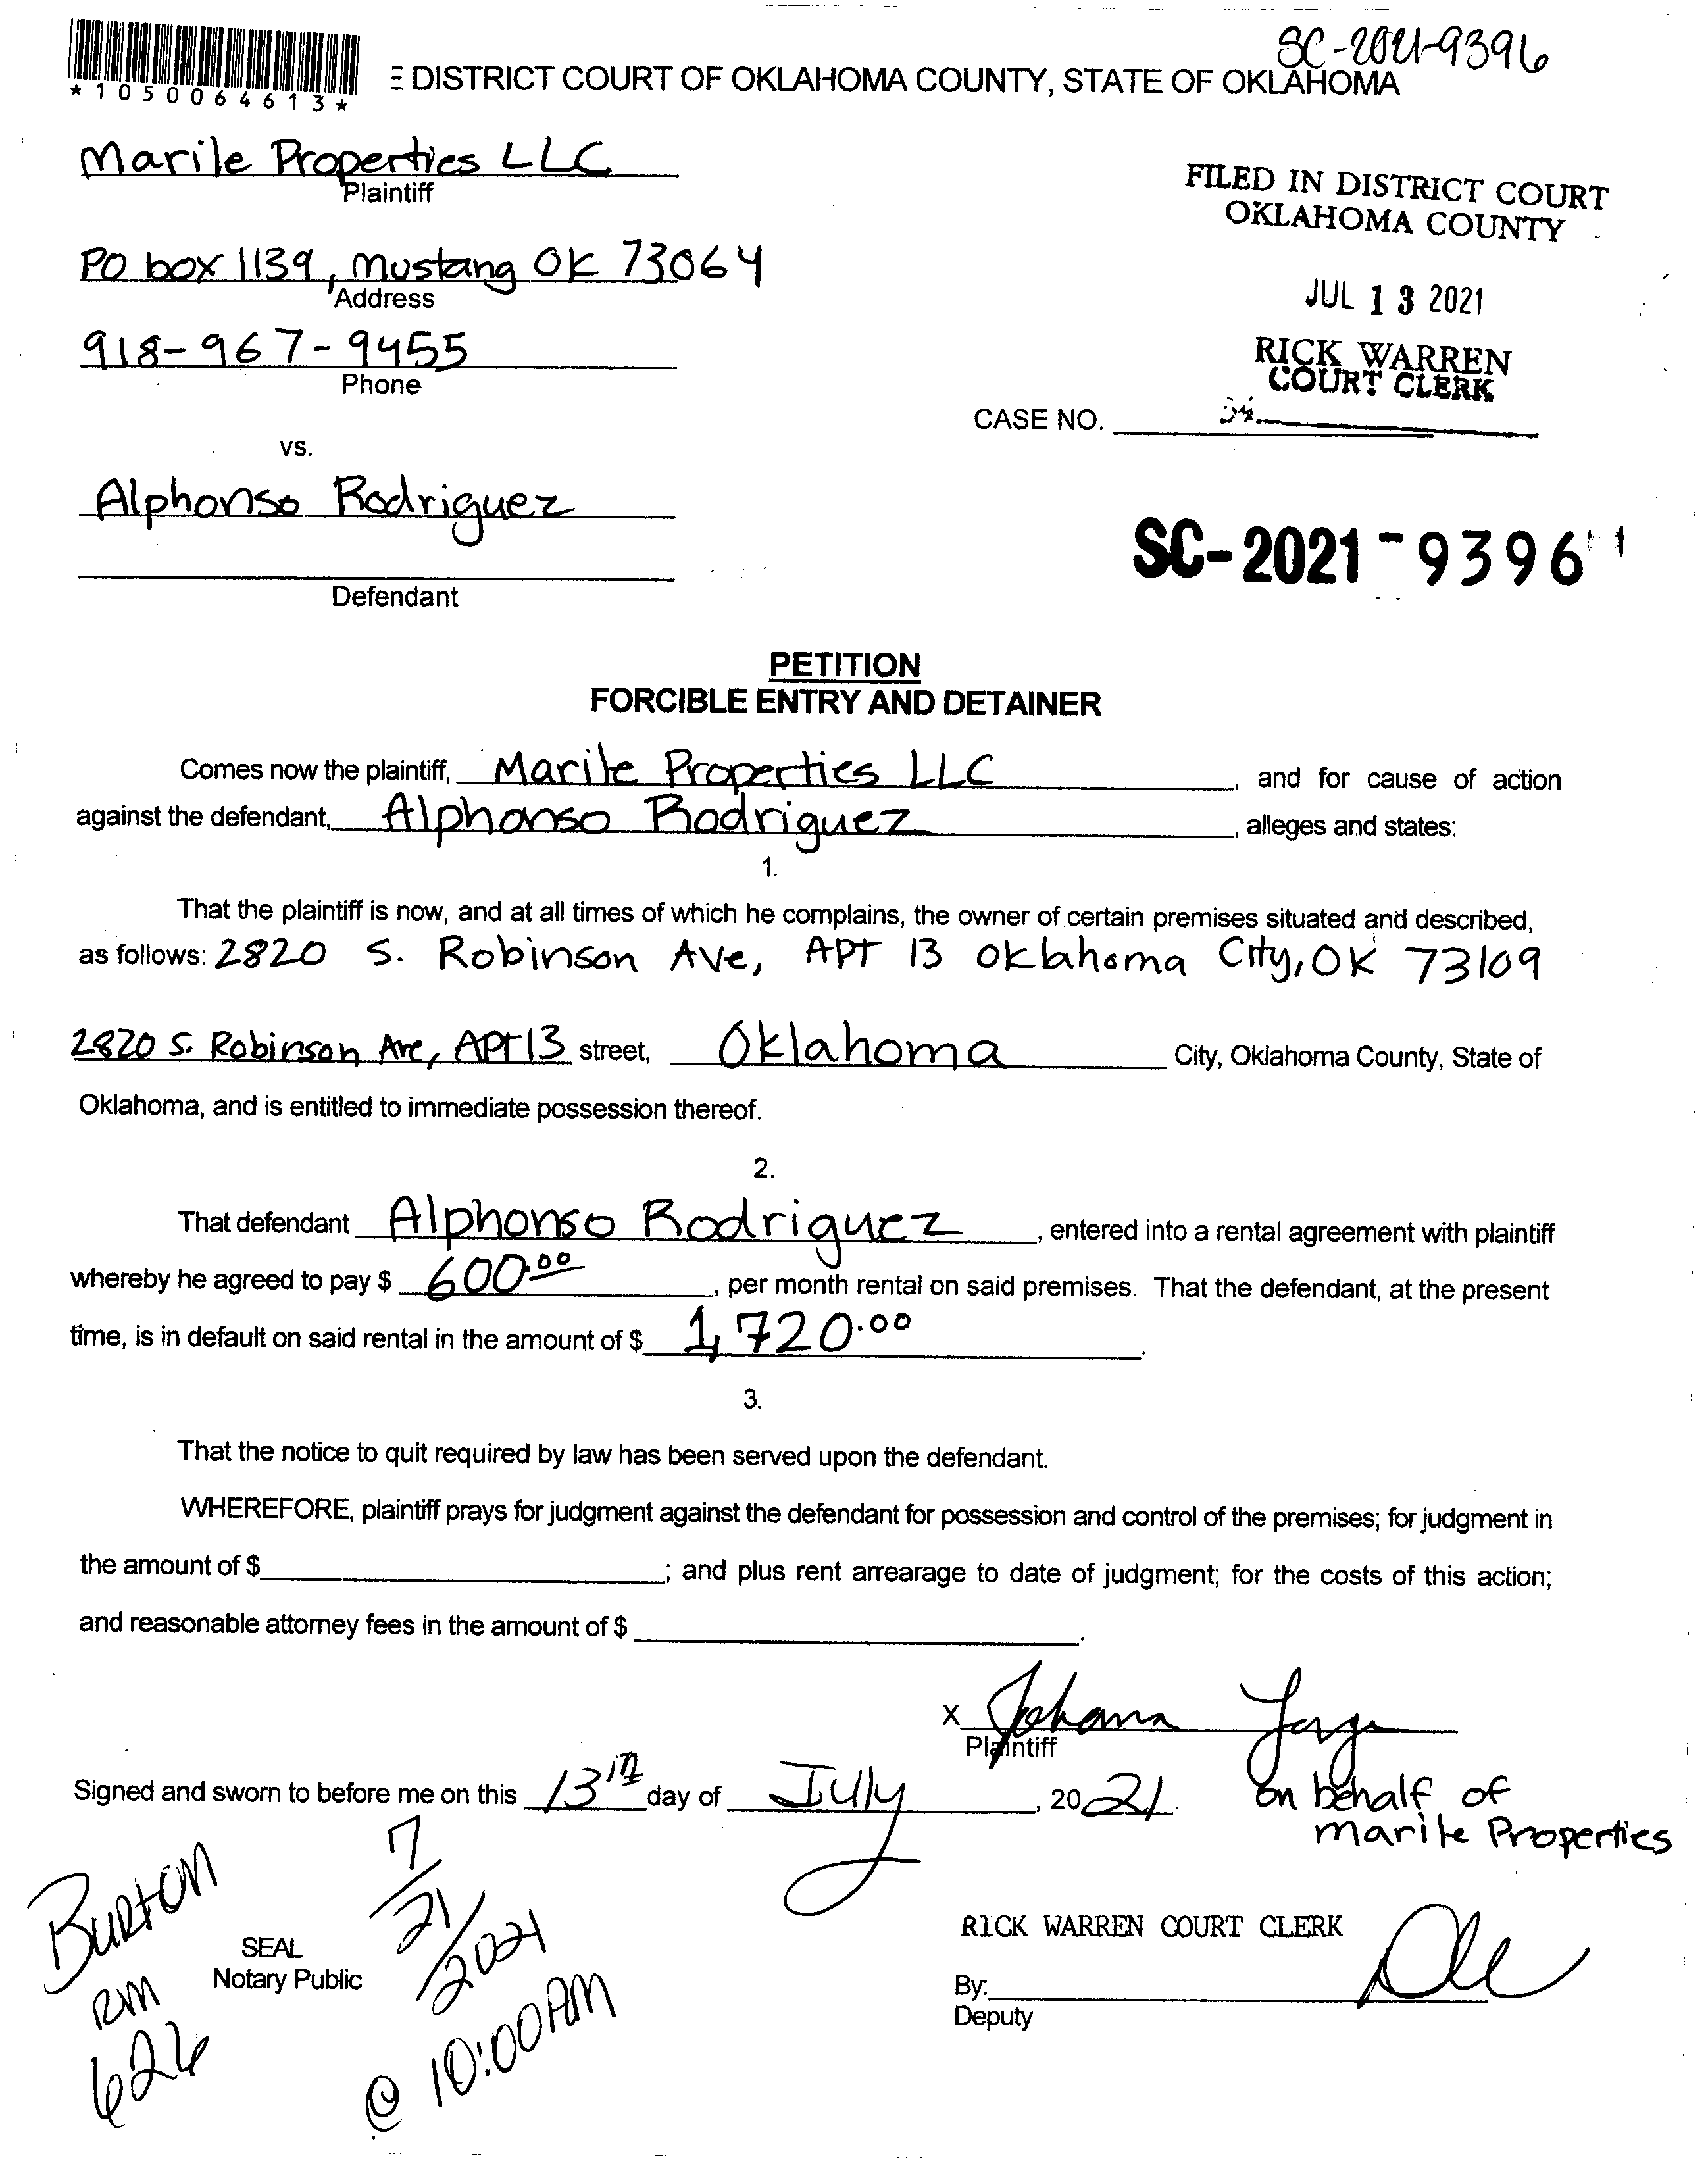 SC-2021-9396
*1050064613*
E DISTRICT COURT OF OKLAHOMA COUNTY, STATE OF OKLAHOMA
Marile Properties LLC
Plaintiff
FILED IN DISTRICT COURT
OKLAHOMA COUNTY
PO box 1139, Mustang OK 73064
Address
JUL 13 2021
918-967-9455
Phone
RICK WARREN
COURT CLERK
CASE NO.
vs.
Alphonso Rodriguez
SC-2021-9396
Defendant
PETITION
FORCIBLE ENTRY AND DETAINER
Comes now the plaintiff, Marile Properties LLC, and for cause of action
against the defendant, Alphonso Rodriguez, alleges and states:
1.
That the plaintiff is now, and at all times of which he complains, the owner of certain premises situated and described,
as follows: 2820 S. Robinson Ave, APT 13 Oklahoma City, OK 73109
2820 S. Robinson Ave, APT 13 street, Oklahoma City, Oklahoma County, State of
Oklahoma, and is entitled to immediate possession thereof.
2.
That defendant Alphonso Rodriguez, entered into a rental agreement with plaintiff
whereby he agreed to pay $ 600.00, per month rental on said premises. That the defendant, at the present
time, is in default on said rental in the amount of $ 1,720.00.
3.
That the notice to quit required by law has been served upon the defendant.
WHEREFORE, plaintiff prays for judgment against the defendant for possession and control of the premises; for judgment in
the amount of $; and plus rent arrearage to date of judgment; for the costs of this action;
and reasonable attorney fees in the amount of $.
X Johana
Plaintiff
Signed and sworn to before me on this 13th day of July, 2021.
on behalf of
Marile Properties
Burton
RM
626
7/21/2021
@ 10:00AM
SEAL
Notary Public
RICK WARREN COURT CLERK
By:
Deputy